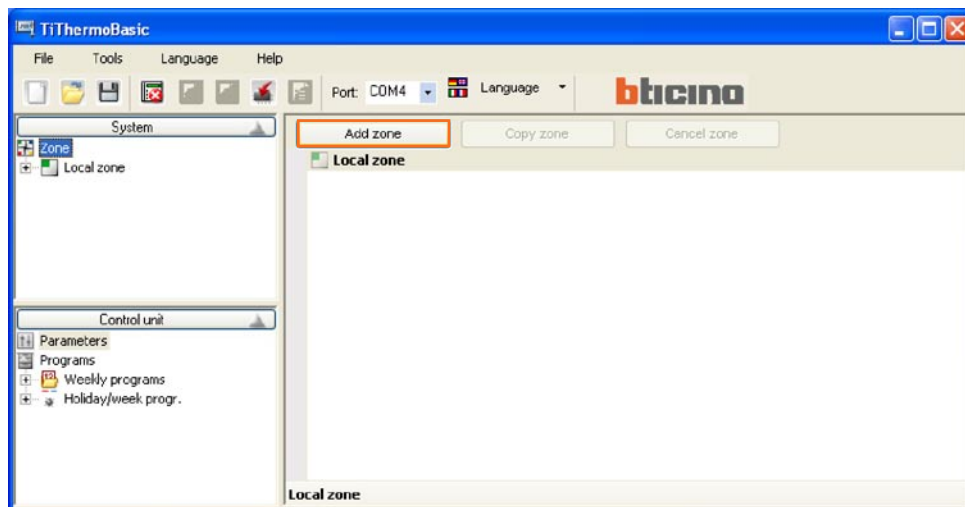 TiThermoBasic
File Tools Language Help
Port: COM4 Language bticino
System
Zone
Local zone
Add zone Copy zone Cancel zone
Local zone
Control unit
Parameters
Programs
Weekly programs
Holiday/week progr.
Local zone